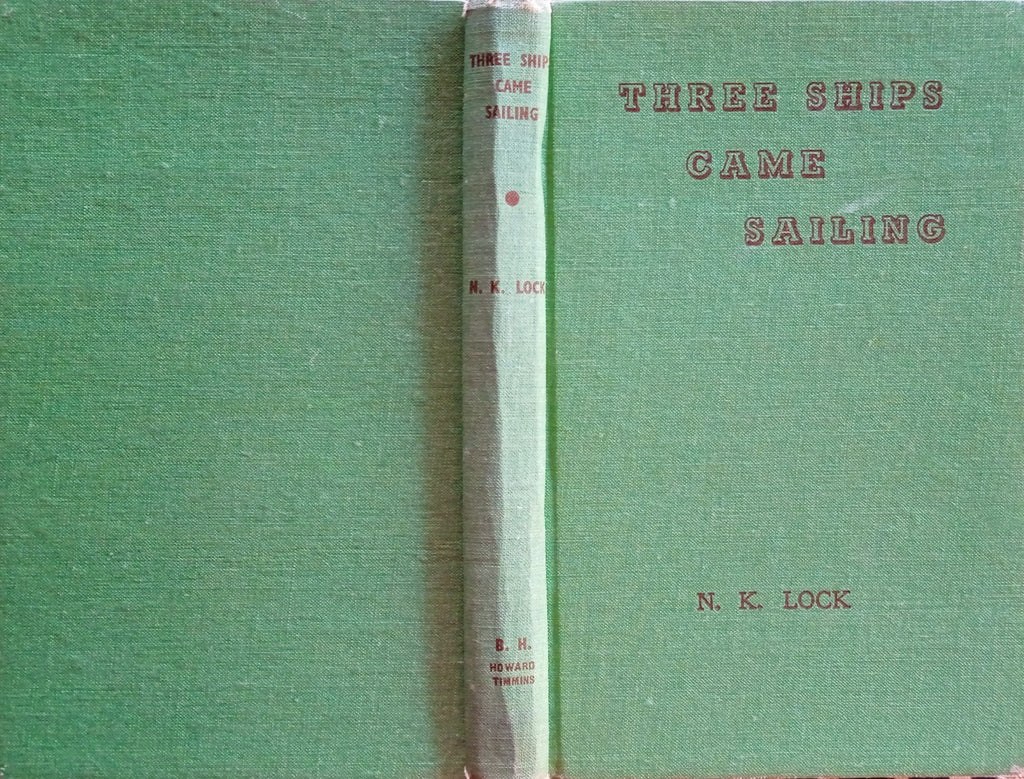 THREE SHIPS
CAME
SAILING
N. K. LOCK
B. H.
HOWARD
TIMMINS
THREE SHIPS
CAME
SAILING
N. K. LOCK